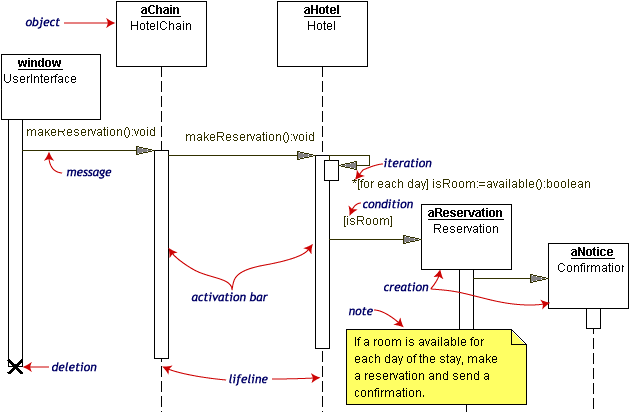 object
aChain
HotelChain
aHotel
Hotel
window
UserInterface
makeReservation():void
makeReservation():void
message
iteration
*[for each day] isRoom:=available():boolean
condition
[isRoom]
aReservation
Reservation
aNotice
Confirmation
activation bar
creation
note
If a room is available for
each day of the stay, make
a reservation and send a
confirmation.
deletion
lifeline